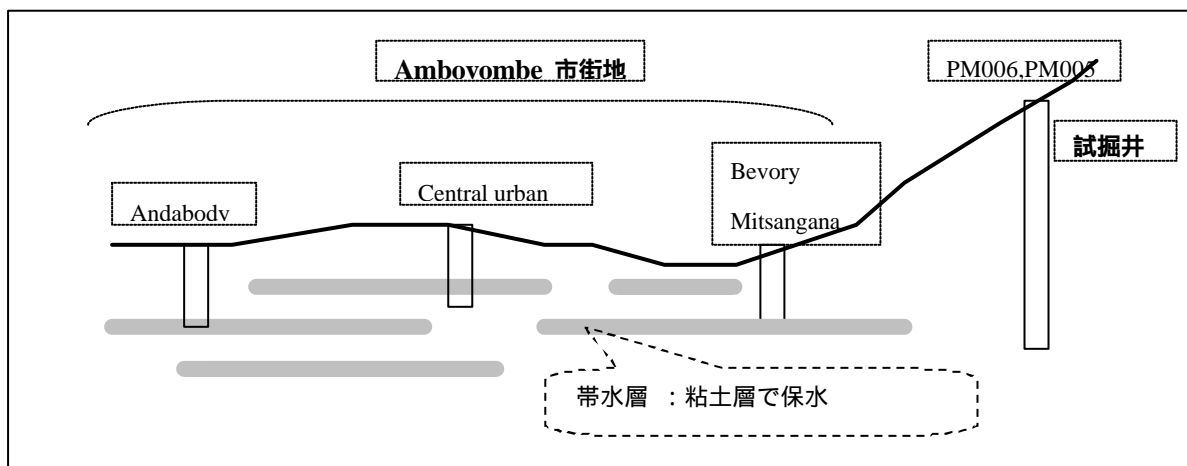 Ambovombe 市街地
PM006,PM005
試掘井
Bevory
Mitsangana
Central urban
Andabody
帯水層 ：粘土層で保水